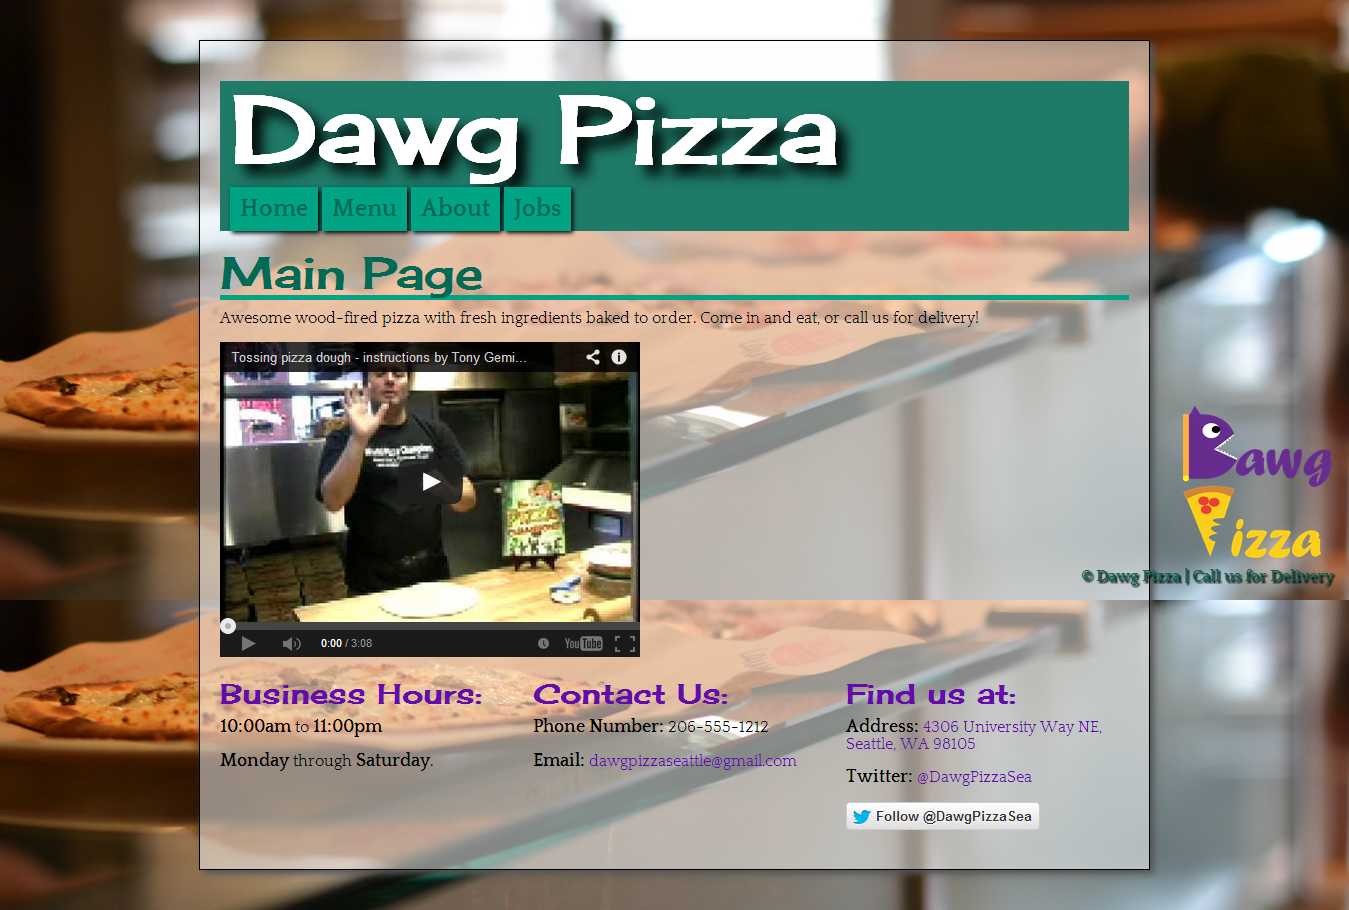 Dawg Pizza
Home Menu About Jobs
Main Page
Awesome wood-fired pizza with fresh ingredients baked to order. Come in and eat, or call us for delivery!
Tossing pizza dough - instructions by Tony Gemi...
0:00 / 3:08
YouTube
Dawg
Pizza
© Dawg Pizza | Call us for Delivery
Business Hours:
10:00am to 11:00pm
Monday through Saturday.
Contact Us:
Phone Number: 206-555-1212
Email: dawgpizzaseattle@gmail.com
Find us at:
Address: 4306 University Way NE,
Seattle, WA 98105
Twitter: @DawgPizzaSea
Follow @DawgPizzaSea